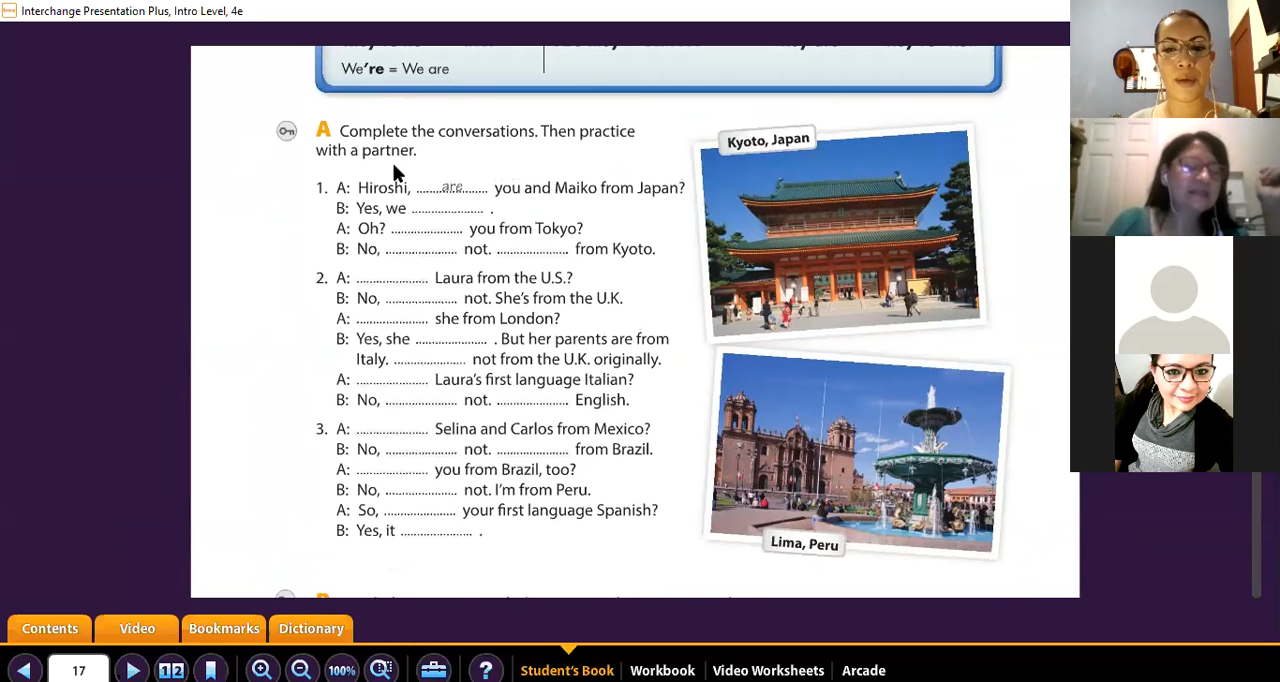 Interchange Presentation Plus, Intro Level, 4e
We're = We are
A Complete the conversations. Then practice
with a partner.
1. A: Hiroshi, ........are......... you and Maiko from Japan?
B: Yes, we ...................... .
A: Oh? ...................... you from Tokyo?
B: No, ...................... not. ...................... from Kyoto.
2. A: ...................... Laura from the U.S.?
B: No, ...................... not. She's from the U.K.
A: ...................... she from London?
B: Yes, she ...................... . But her parents are from
Italy. ...................... not from the U.K. originally.
A: ...................... Laura's first language Italian?
B: No, ...................... not. ...................... English.
3. A: ...................... Selina and Carlos from Mexico?
B: No, ...................... not. ...................... from Brazil.
A: ...................... you from Brazil, too?
B: No, ...................... not. I'm from Peru.
A: So, ...................... your first language Spanish?
B: Yes, it ...................... .
Kyoto, Japan
Lima, Peru
Contents Video Bookmarks Dictionary
17 12 100% ? Student's Book Workbook Video Worksheets Arcade